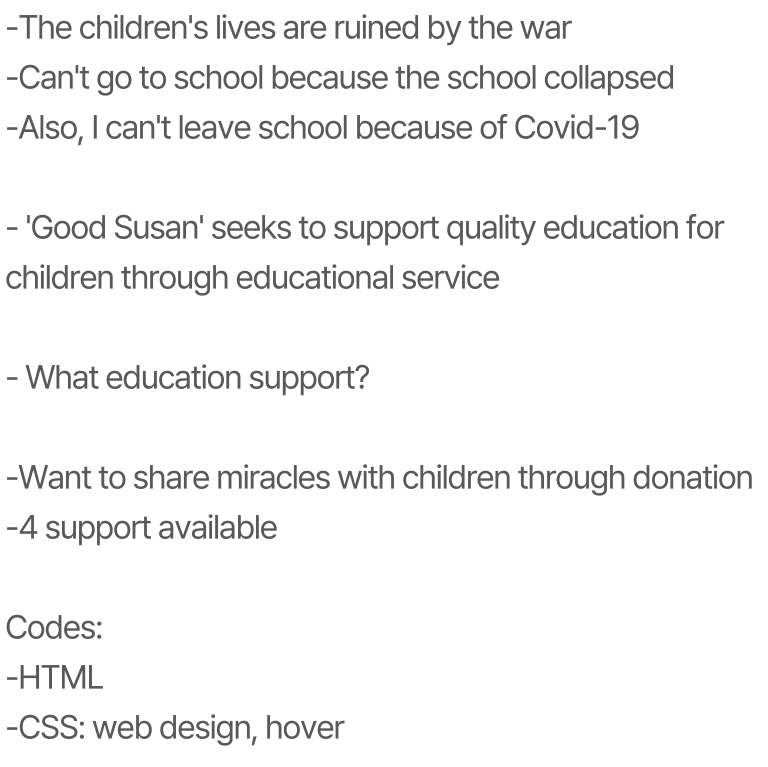 -The children's lives are ruined by the war
-Can't go to school because the school collapsed
-Also, I can't leave school because of Covid-19
- 'Good Susan' seeks to support quality education for
children through educational service
- What education support?
-Want to share miracles with children through donation
-4 support available
Codes:
-HTML
-CSS: web design, hover